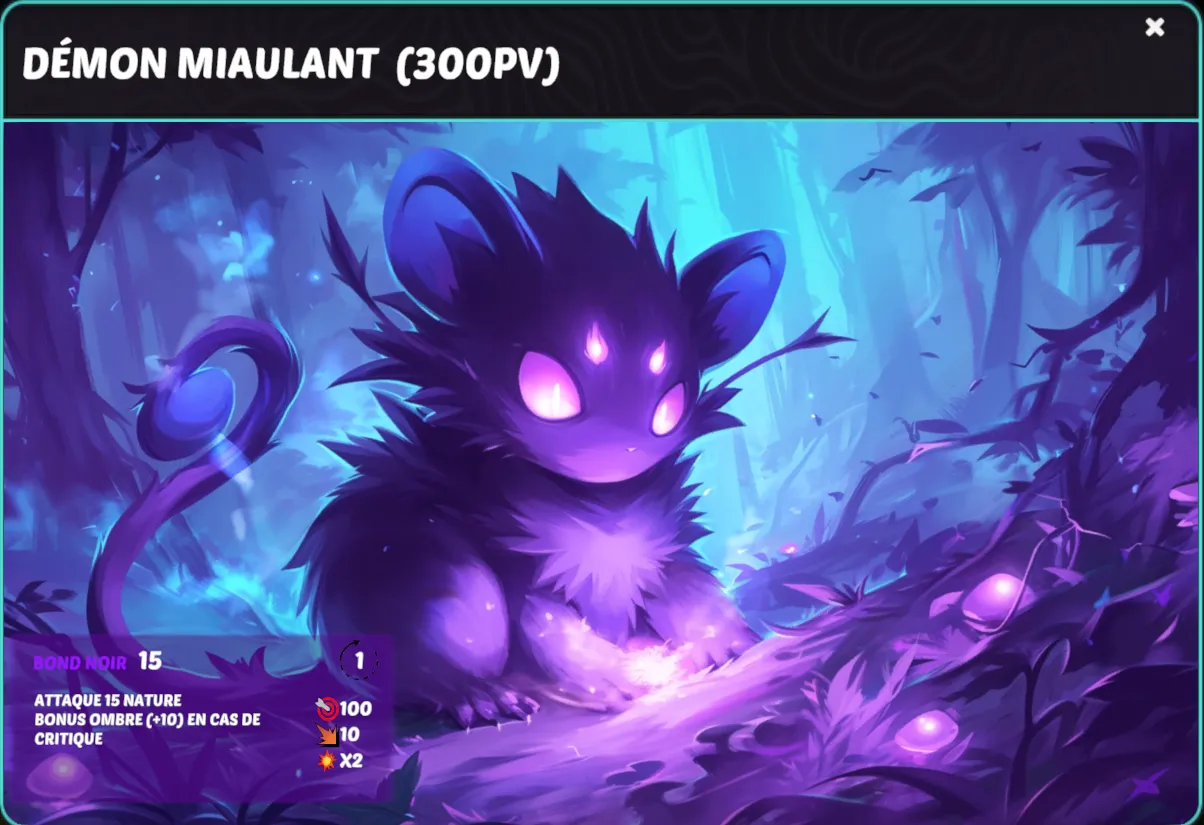 DÉMON MIAULANT (300PV)
BOND NOIR 15
1
ATTAQUE 15 NATURE
BONUS OMBRE (+10) EN CAS DE
CRITIQUE
100
10
X2